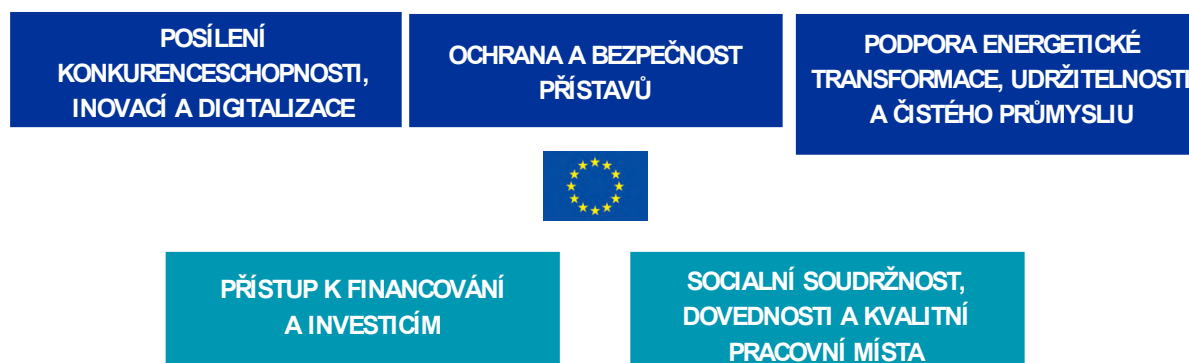 POSÍLENÍ
KONKURENCESCHOPNOSTI,
INOVACÍ A DIGITALIZACE
OCHRANA A BEZPEČNOST
PŘÍSTAVŮ
PODPORA ENERGETICKÉ
TRANSFORMACE, UDRŽITELNOSTI
A ČISTÉHO PRŮMYSLIU
PŘÍSTUP K FINANCOVÁNÍ
A INVESTICÍM
SOCIALNÍ SOUDRŽNOST,
DOVEDNOSTI A KVALITNÍ
PRACOVNÍ MÍSTA